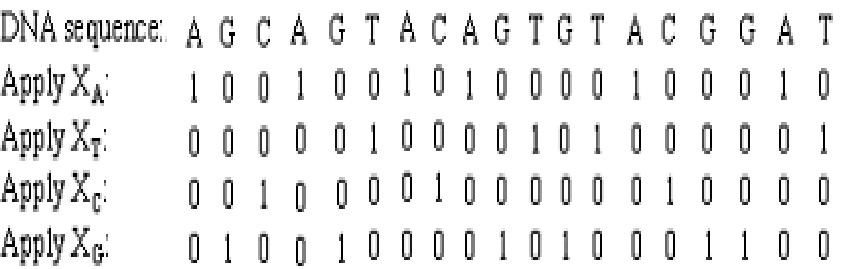 DNA sequence: A G C A G T A C A G T G T A C G G A T
Apply X_A: 1 0 0 1 0 0 1 0 1 0 0 0 0 1 0 0 0 1 0
Apply X_T: 0 0 0 0 0 1 0 0 0 0 1 0 1 0 0 0 0 0 1
Apply X_C: 0 0 1 0 0 0 0 1 0 0 0 0 0 0 1 0 0 0 0
Apply X_G: 0 1 0 0 1 0 0 0 0 1 0 1 0 0 0 1 1 0 0